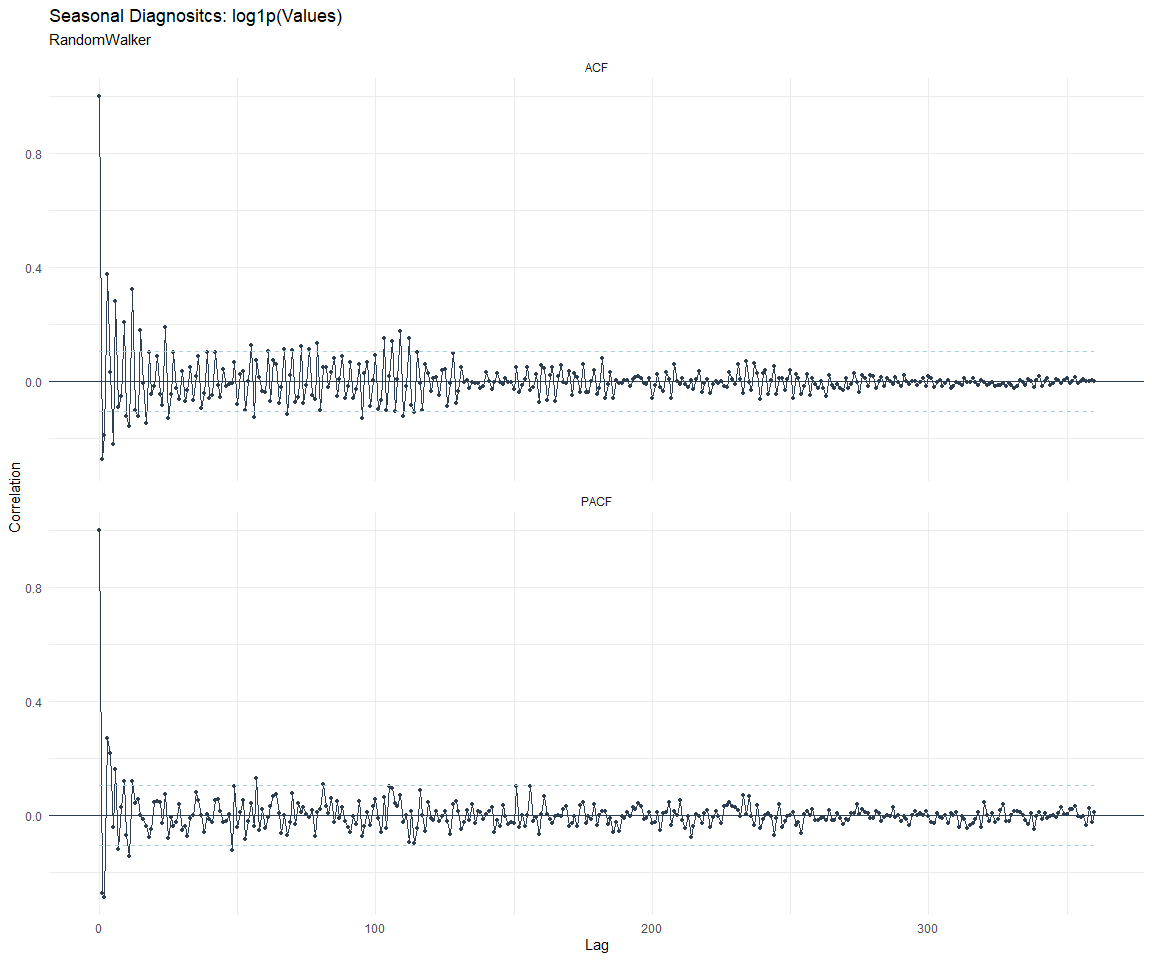 Seasonal Diagnositcs: log1p(Values)
RandomWalker
ACF
0.8
0.4
0.0
Correlation
PACF
0.8
0.4
0.0
0
100
200
300
Lag